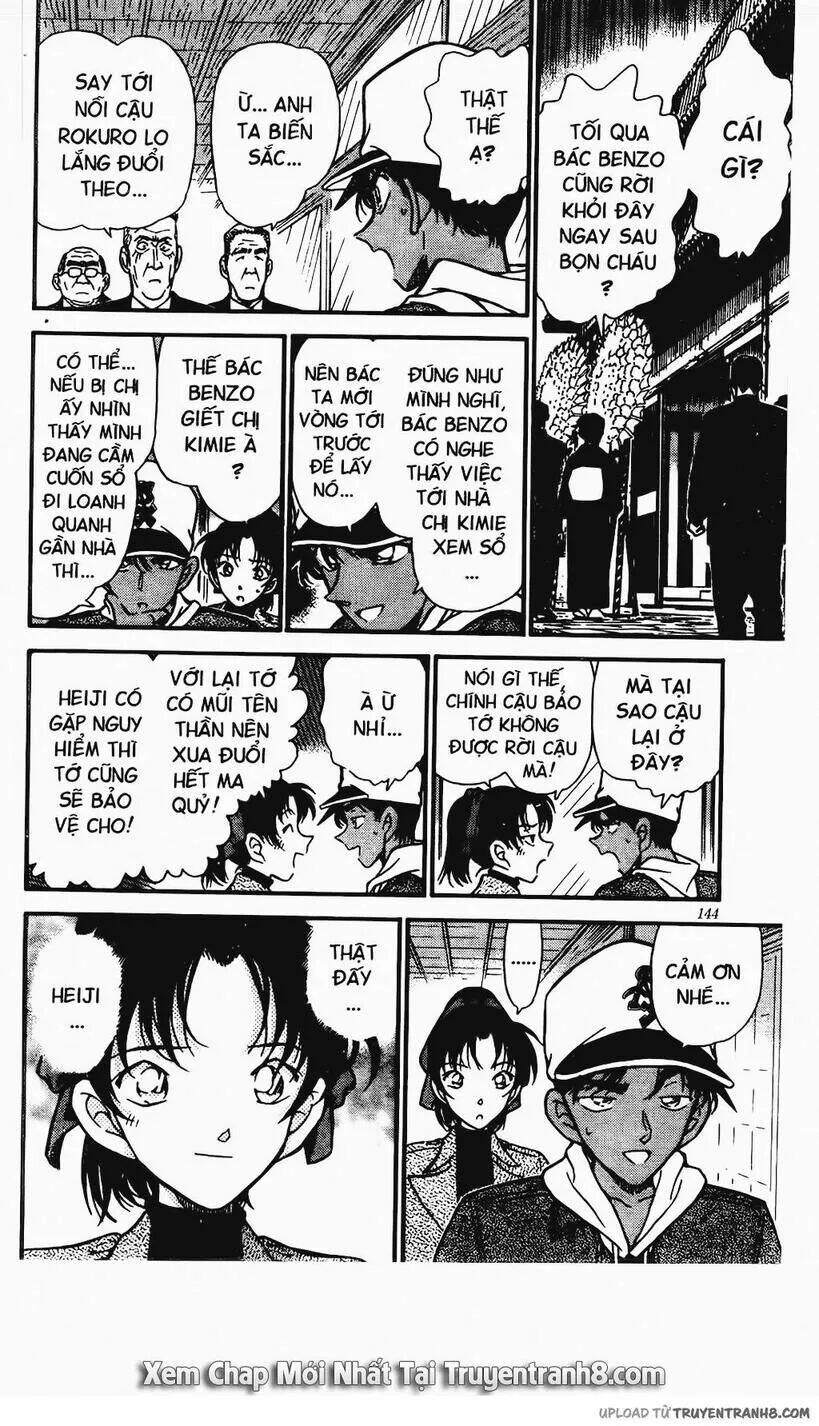 CÁI
GÌ?
TỐI QUA
BÁC BENZO
CŨNG RỜI
KHỎI ĐÂY
NGAY SAU
BỌN CHÁU
?
THẬT
THẾ
Ạ?
Ừ... ANH
TA BIẾN
SẮC...
SAY TỚI
NỖI CẬU
ROKURO LO
LẮNG ĐUỔI
THEO...
ĐÚNG NHƯ
MÌNH NGHĨ,
BÁC BENZO
CÓ NGHE
THẤY VIỆC
TỚI NHÀ
CHỊ KIMIE
XEM SỔ
...
NÊN BÁC
TA MỚI
VÒNG TỚI
TRƯỚC
ĐỂ LẤY
NÓ...
THẾ BÁC
BENZO
GIẾT CHỊ
KIMIE À
?
CÓ THỂ...
NẾU BỊ CHỊ
ẤY NHÌN
THẤY MÌNH
ĐANG CẦM
CUỐN SỔ
ĐI LOANH
QUANH
GẦN NHÀ
THÌ...
MÀ TẠI
SAO CẬU
LẠI Ở
ĐÂY?
NÓI GÌ THẾ,
CHÍNH CẬU BẢO
TỚ KHÔNG
ĐƯỢC RỜI CẬU
MÀ!
À Ừ
NHỈ...
VỚI LẠI TỚ
CÓ MŨI TÊN
THẦN NÊN
XUA ĐUỔI
HẾT MA
QUỶ!
HEIJI CÓ
GẶP NGUY
HIỂM THÌ
TỚ CŨNG
SẼ BẢO
VỆ CHO!
144
CẢM ƠN
NHÉ...
......
THẬT
ĐẤY
...
HEIJI
...
Xem Chap Mới Nhất Tại Truyentranh8.com
UPLOAD TỪ TRUYENTRANH8.COM